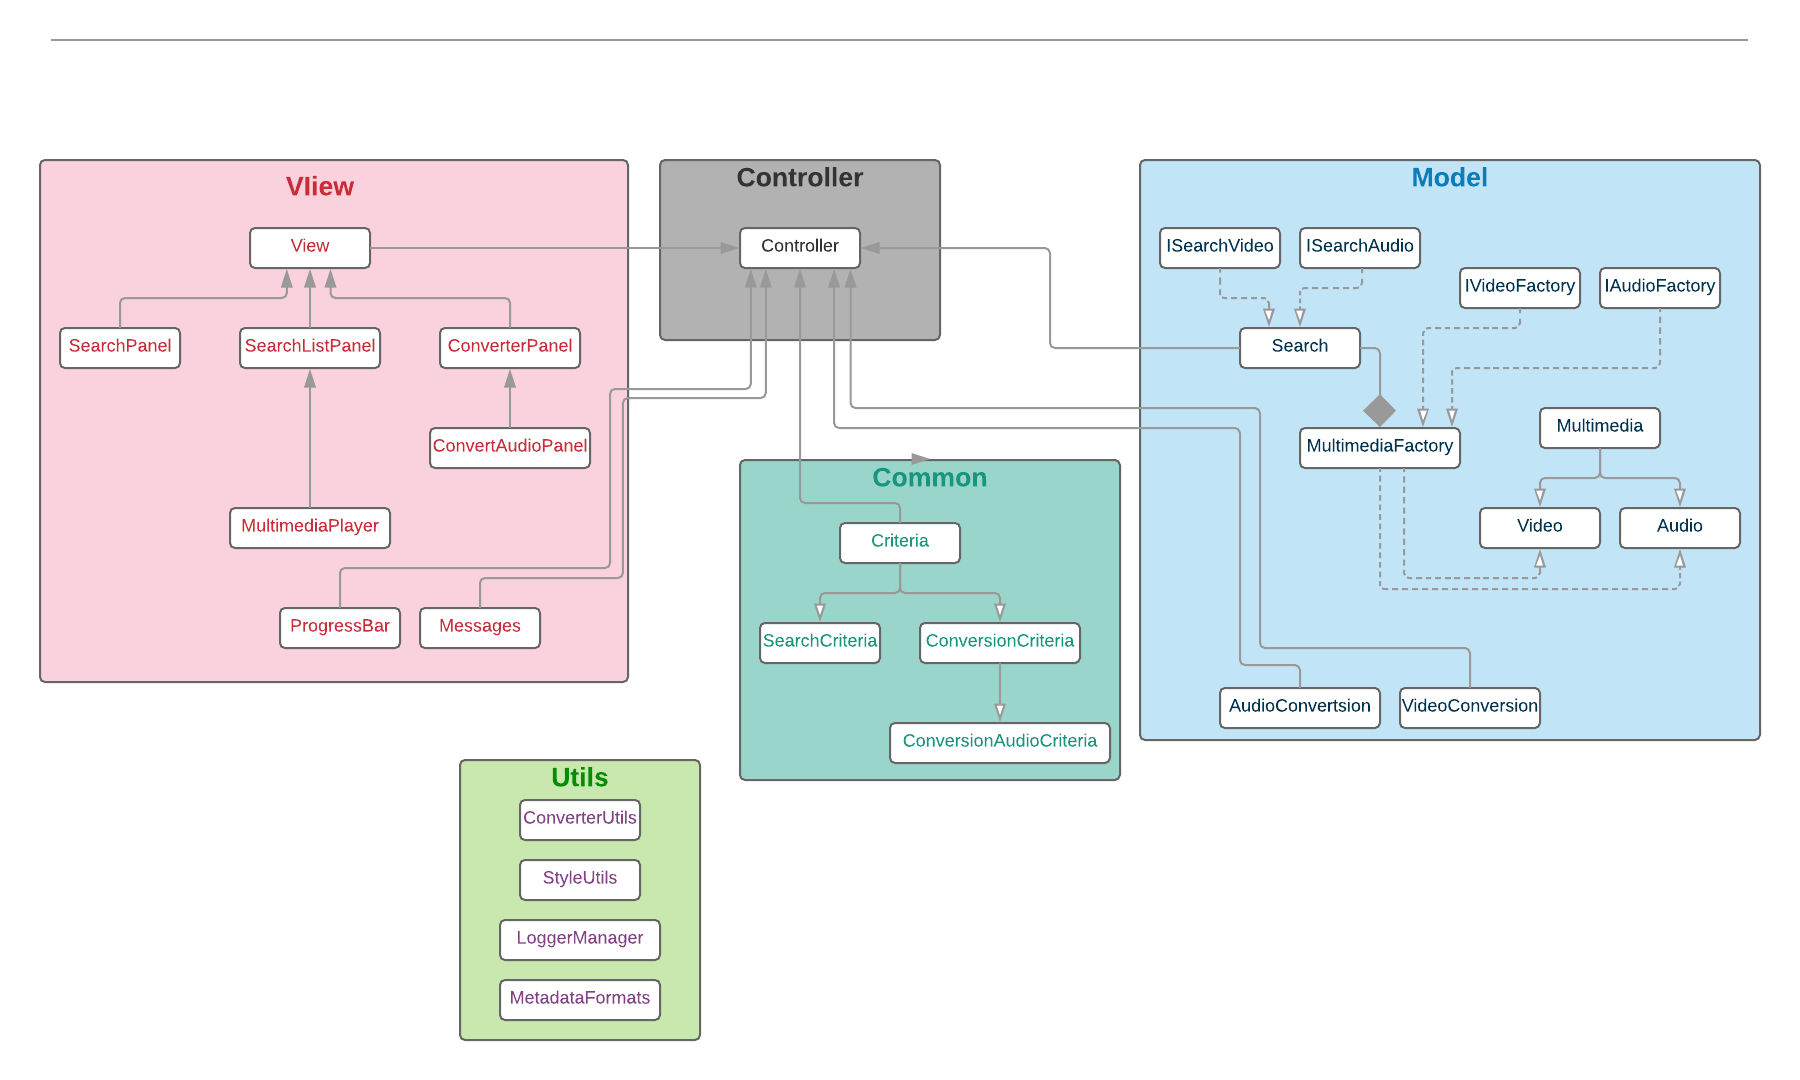 VIiew
View
SearchPanel
SearchListPanel
ConverterPanel
ConvertAudioPanel
MultimediaPlayer
ProgressBar
Messages
Controller
Controller
Common
Criteria
SearchCriteria
ConversionCriteria
ConversionAudioCriteria
Model
ISearchVideo
ISearchAudio
IVideoFactory
IAudioFactory
Search
MultimediaFactory
Multimedia
Video
Audio
AudioConvertsion
VideoConversion
Utils
ConverterUtils
StyleUtils
LoggerManager
MetadataFormats